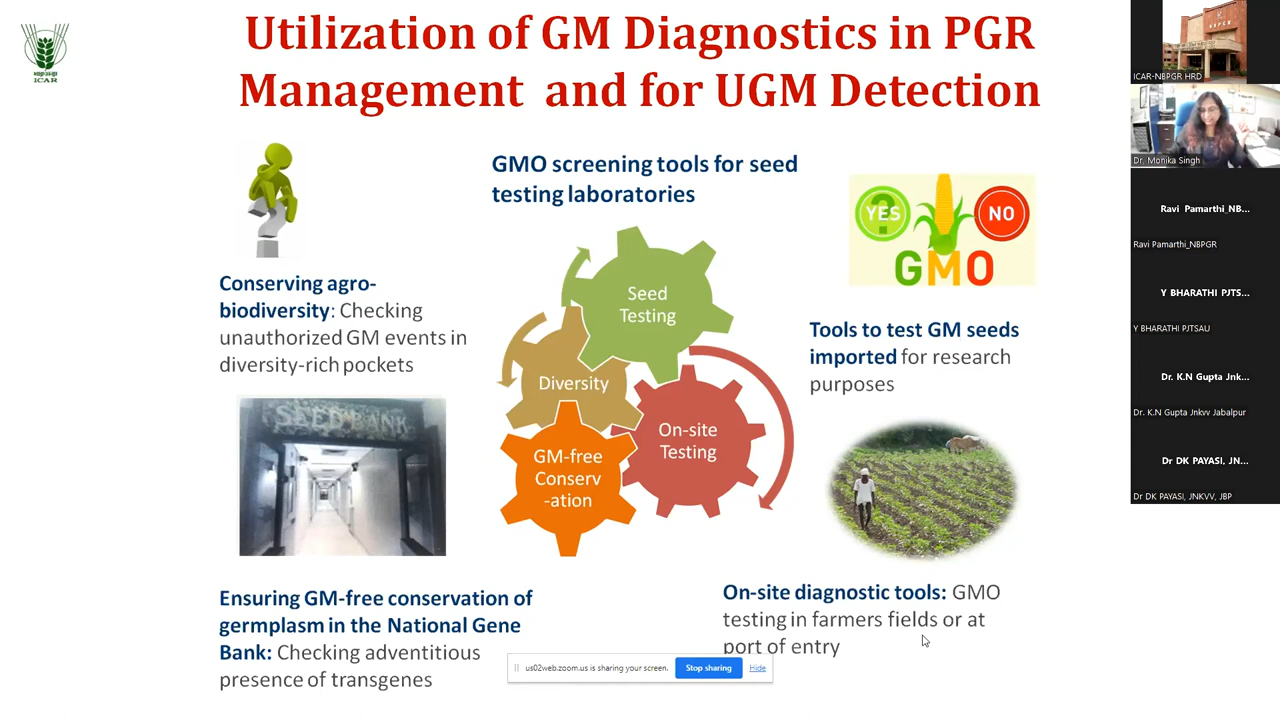 Utilization of GM Diagnostics in PGR
Management and for UGM Detection
ICAR
GMO screening tools for seed
testing laboratories
YES
NO
GMO
Conserving agro-
biodiversity: Checking
unauthorized GM events in
diversity-rich pockets
Seed
Testing
Diversity
On-site
Testing
GM-free
Conserv
-ation
Tools to test GM seeds
imported for research
purposes
SEED BANK
Ensuring GM-free conservation of
germplasm in the National Gene
Bank: Checking adventitious
presence of transgenes
On-site diagnostic tools: GMO
testing in farmers fields or at
port of entry
us02web.zoom.us is sharing your screen.
Stop sharing
Hide
ICAR-NBPGR HRD
Dr. Monika Singh
Ravi Pamarthi_NB...
Ravi Pamarthi_NBPGR
Y BHARATHI PJTS...
Y BHARATHI PJTSAU
Dr. K.N Gupta Jnk...
Dr. K.N Gupta Jnkvv Jabalpur
Dr DK PAYASI, JN...
Dr DK PAYASI, JNKVV, JBP